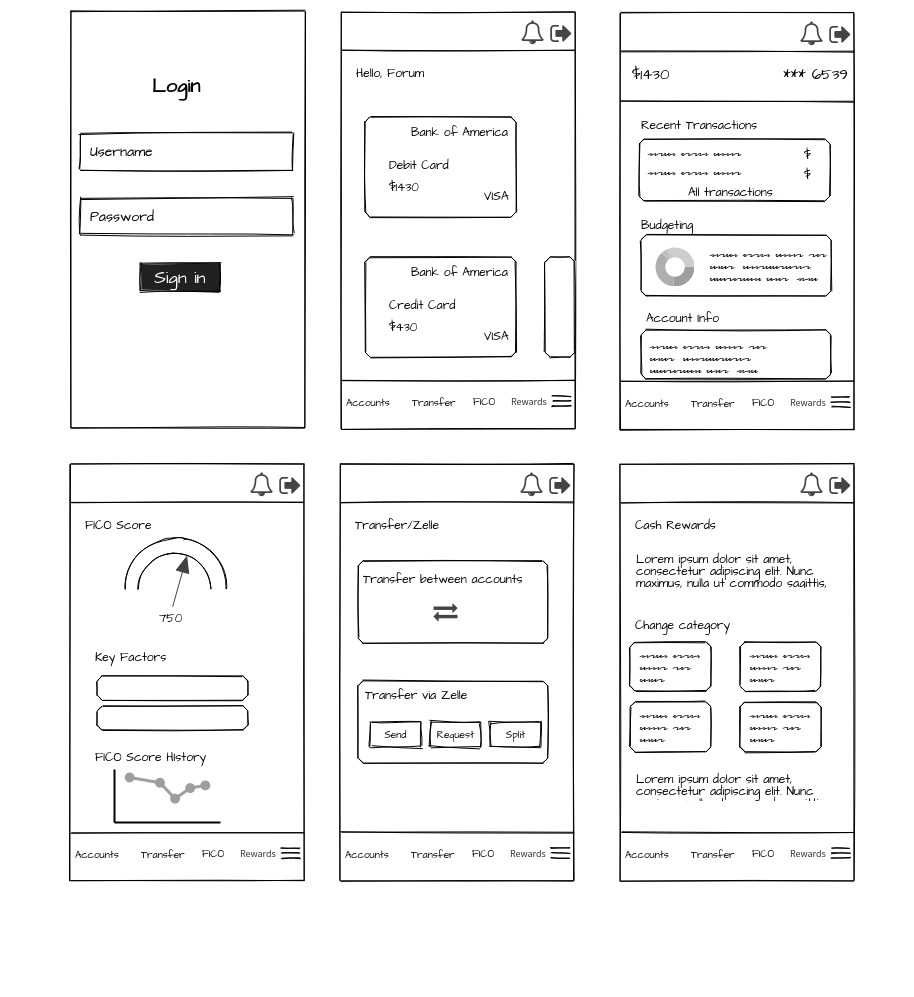 Login
Username
Password
Sign in
Hello, Forum
Bank of America
Debit Card
$1430
VISA
Bank of America
Credit Card
$430
VISA
Accounts Transfer FICO Rewards
$1430 *** 6539
Recent Transactions
$
$
All transactions
Budgeting
Account Info
Accounts Transfer FICO Rewards
FICO Score
750
Key Factors
FICO Score History
Accounts Transfer FICO Rewards
Transfer/Zelle
Transfer between accounts
Transfer via Zelle
Send Request Split
Accounts Transfer FICO Rewards
Cash Rewards
Lorem ipsum dolor sit amet,
consectetur adipiscing elit. Nunc
maximus, nulla ut commodo sagittis,
Change category
Lorem ipsum dolor sit amet,
consectetur adipiscing elit. Nunc
Accounts Transfer FICO Rewards